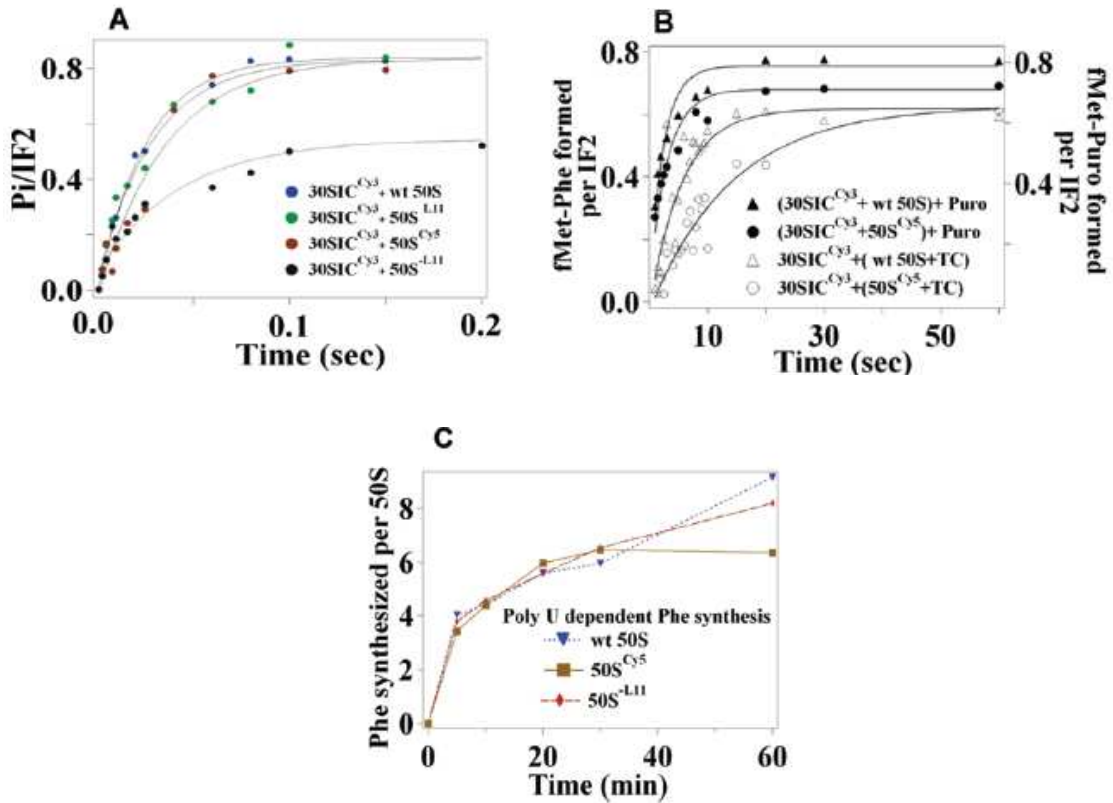 A
Pi/IF2
0.8
0.4
0.0
0.0
0.1
0.2
Time (sec)
30SIC^Cy3 + wt 50S
30SIC^Cy3 + 50S^L11
30SIC^Cy3 + 50S^Cy5
30SIC^Cy3 + 50S^-L11
B
fMet-Phe formed
per IF2
0.8
0.4
0.0
0.8
0.4
fMet-Puro formed
per IF2
10
30
50
Time (sec)
(30SIC^Cy3 + wt 50S)+ Puro
(30SIC^Cy3+50S^Cy5)+ Puro
30SIC^Cy3+( wt 50S+TC)
30SIC^Cy3+(50S^Cy5+TC)
C
Phe synthesized per 50S
8
6
4
2
0
0
20
40
60
Time (min)
Poly U dependent Phe synthesis
wt 50S
50S^Cy5
50S^-L11